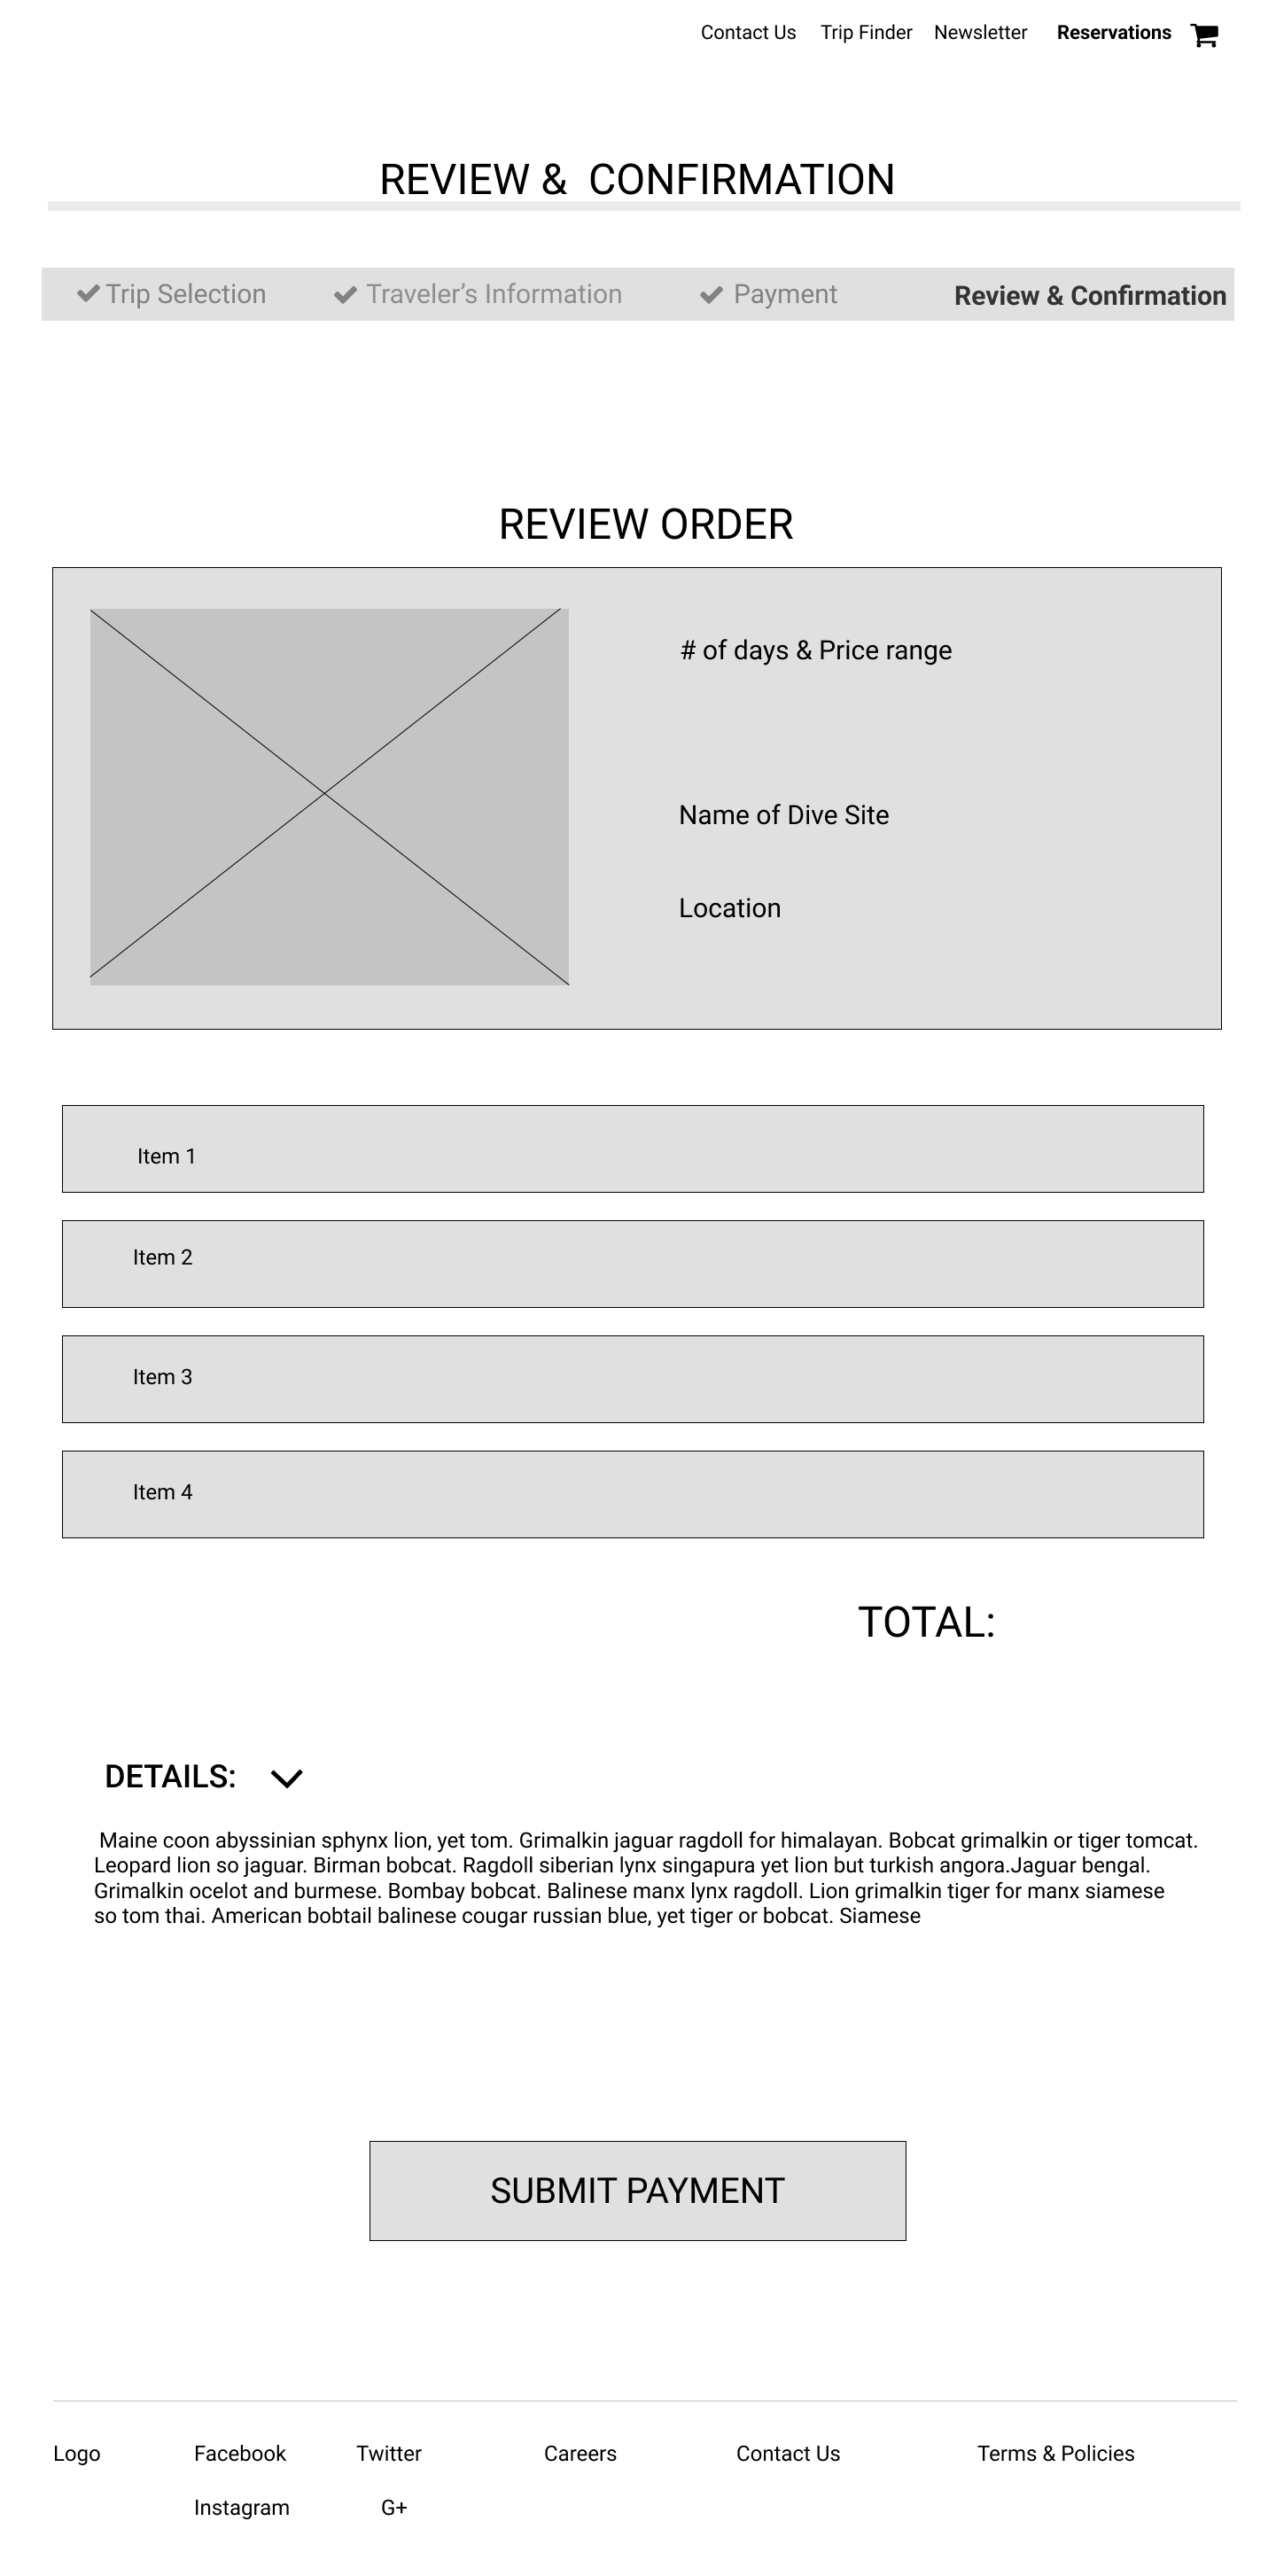 Contact Us Trip Finder Newsletter Reservations
REVIEW & CONFIRMATION
Trip Selection Traveler’s Information Payment Review & Confirmation
REVIEW ORDER
# of days & Price range
Name of Dive Site
Location
Item 1
Item 2
Item 3
Item 4
TOTAL:
DETAILS:
Maine coon abyssinian sphynx lion, yet tom. Grimalkin jaguar ragdoll for himalayan. Bobcat grimalkin or tiger tomcat.
Leopard lion so jaguar. Birman bobcat. Ragdoll siberian lynx singapura yet lion but turkish angora.Jaguar bengal.
Grimalkin ocelot and burmese. Bombay bobcat. Balinese manx lynx ragdoll. Lion grimalkin tiger for manx siamese
so tom thai. American bobtail balinese cougar russian blue, yet tiger or bobcat. Siamese
SUBMIT PAYMENT
Logo Facebook Twitter Careers Contact Us Terms & Policies
Instagram G+